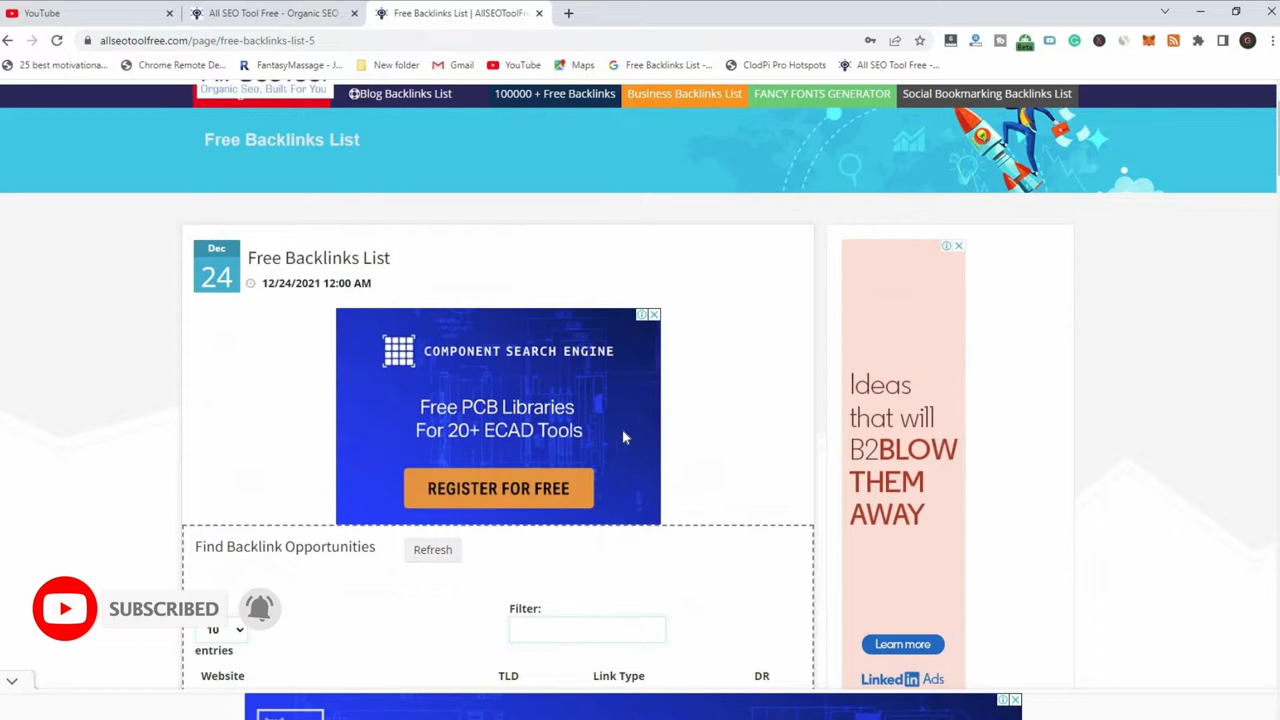 YouTube
All SEO Tool Free - Organic SEO
Free Backlinks List | AllSEOToolFr
allseotoolfree.com/page/free-backlinks-list-5
25 best motivationa...
Chrome Remote De...
FantasyMassage - J...
New folder
Gmail
YouTube
Maps
Free Backlinks List -...
ClodPi Pro Hotspots
All SEO Tool Free -...
Organic Seo, Built For You
Blog Backlinks List
100000 + Free Backlinks
Business Backlinks List
FANCY FONTS GENERATOR
Social Bookmarking Backlinks List
Free Backlinks List
Dec
24
Free Backlinks List
12/24/2021 12:00 AM
COMPONENT SEARCH ENGINE
Free PCB Libraries
For 20+ ECAD Tools
REGISTER FOR FREE
Ideas
that will
B2BLOW
THEM
AWAY
Learn more
LinkedIn Ads
Find Backlink Opportunities
Refresh
SUBSCRIBED
10
entries
Filter:
Website
TLD
Link Type
DR